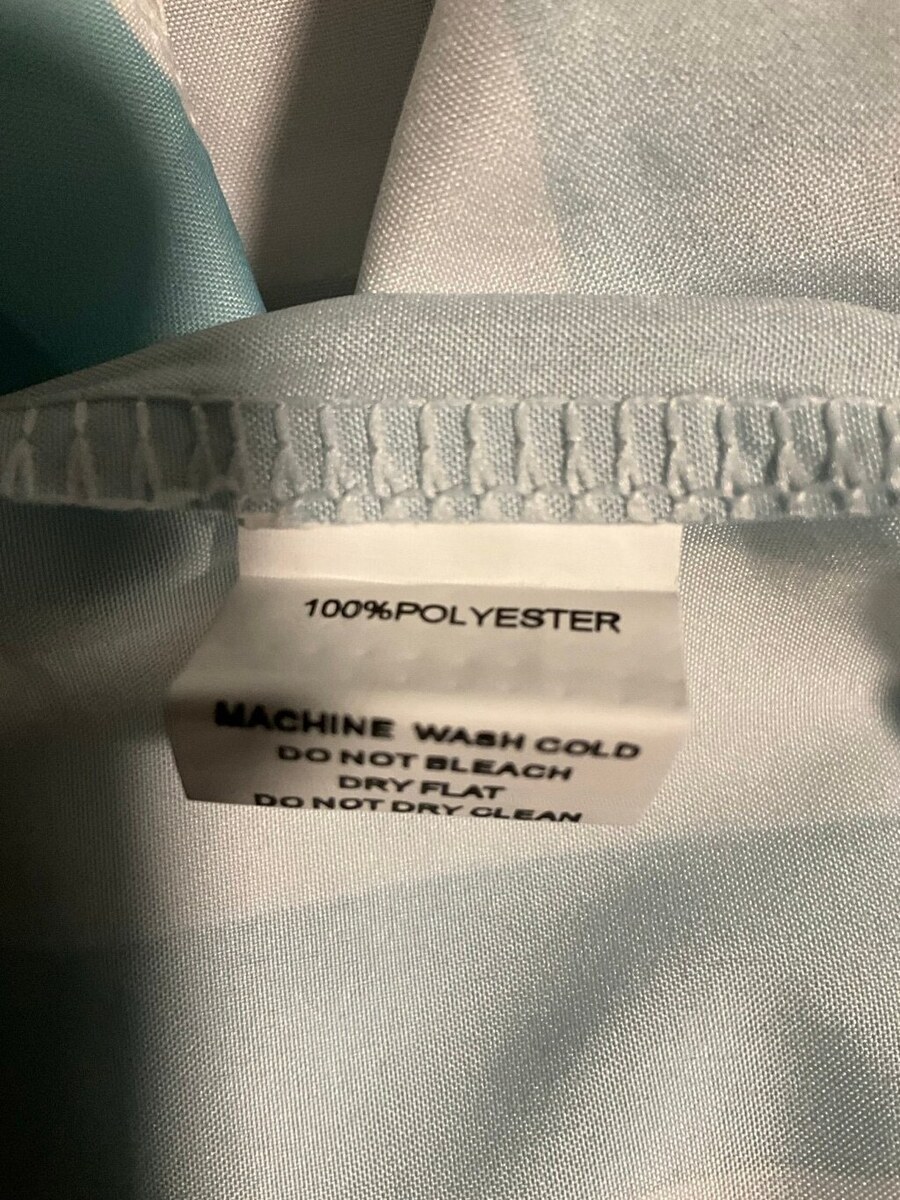 100%POLYESTER
MACHINE WASH COLD
DO NOT BLEACH
DRY FLAT
DO NOT DRY CLEAN